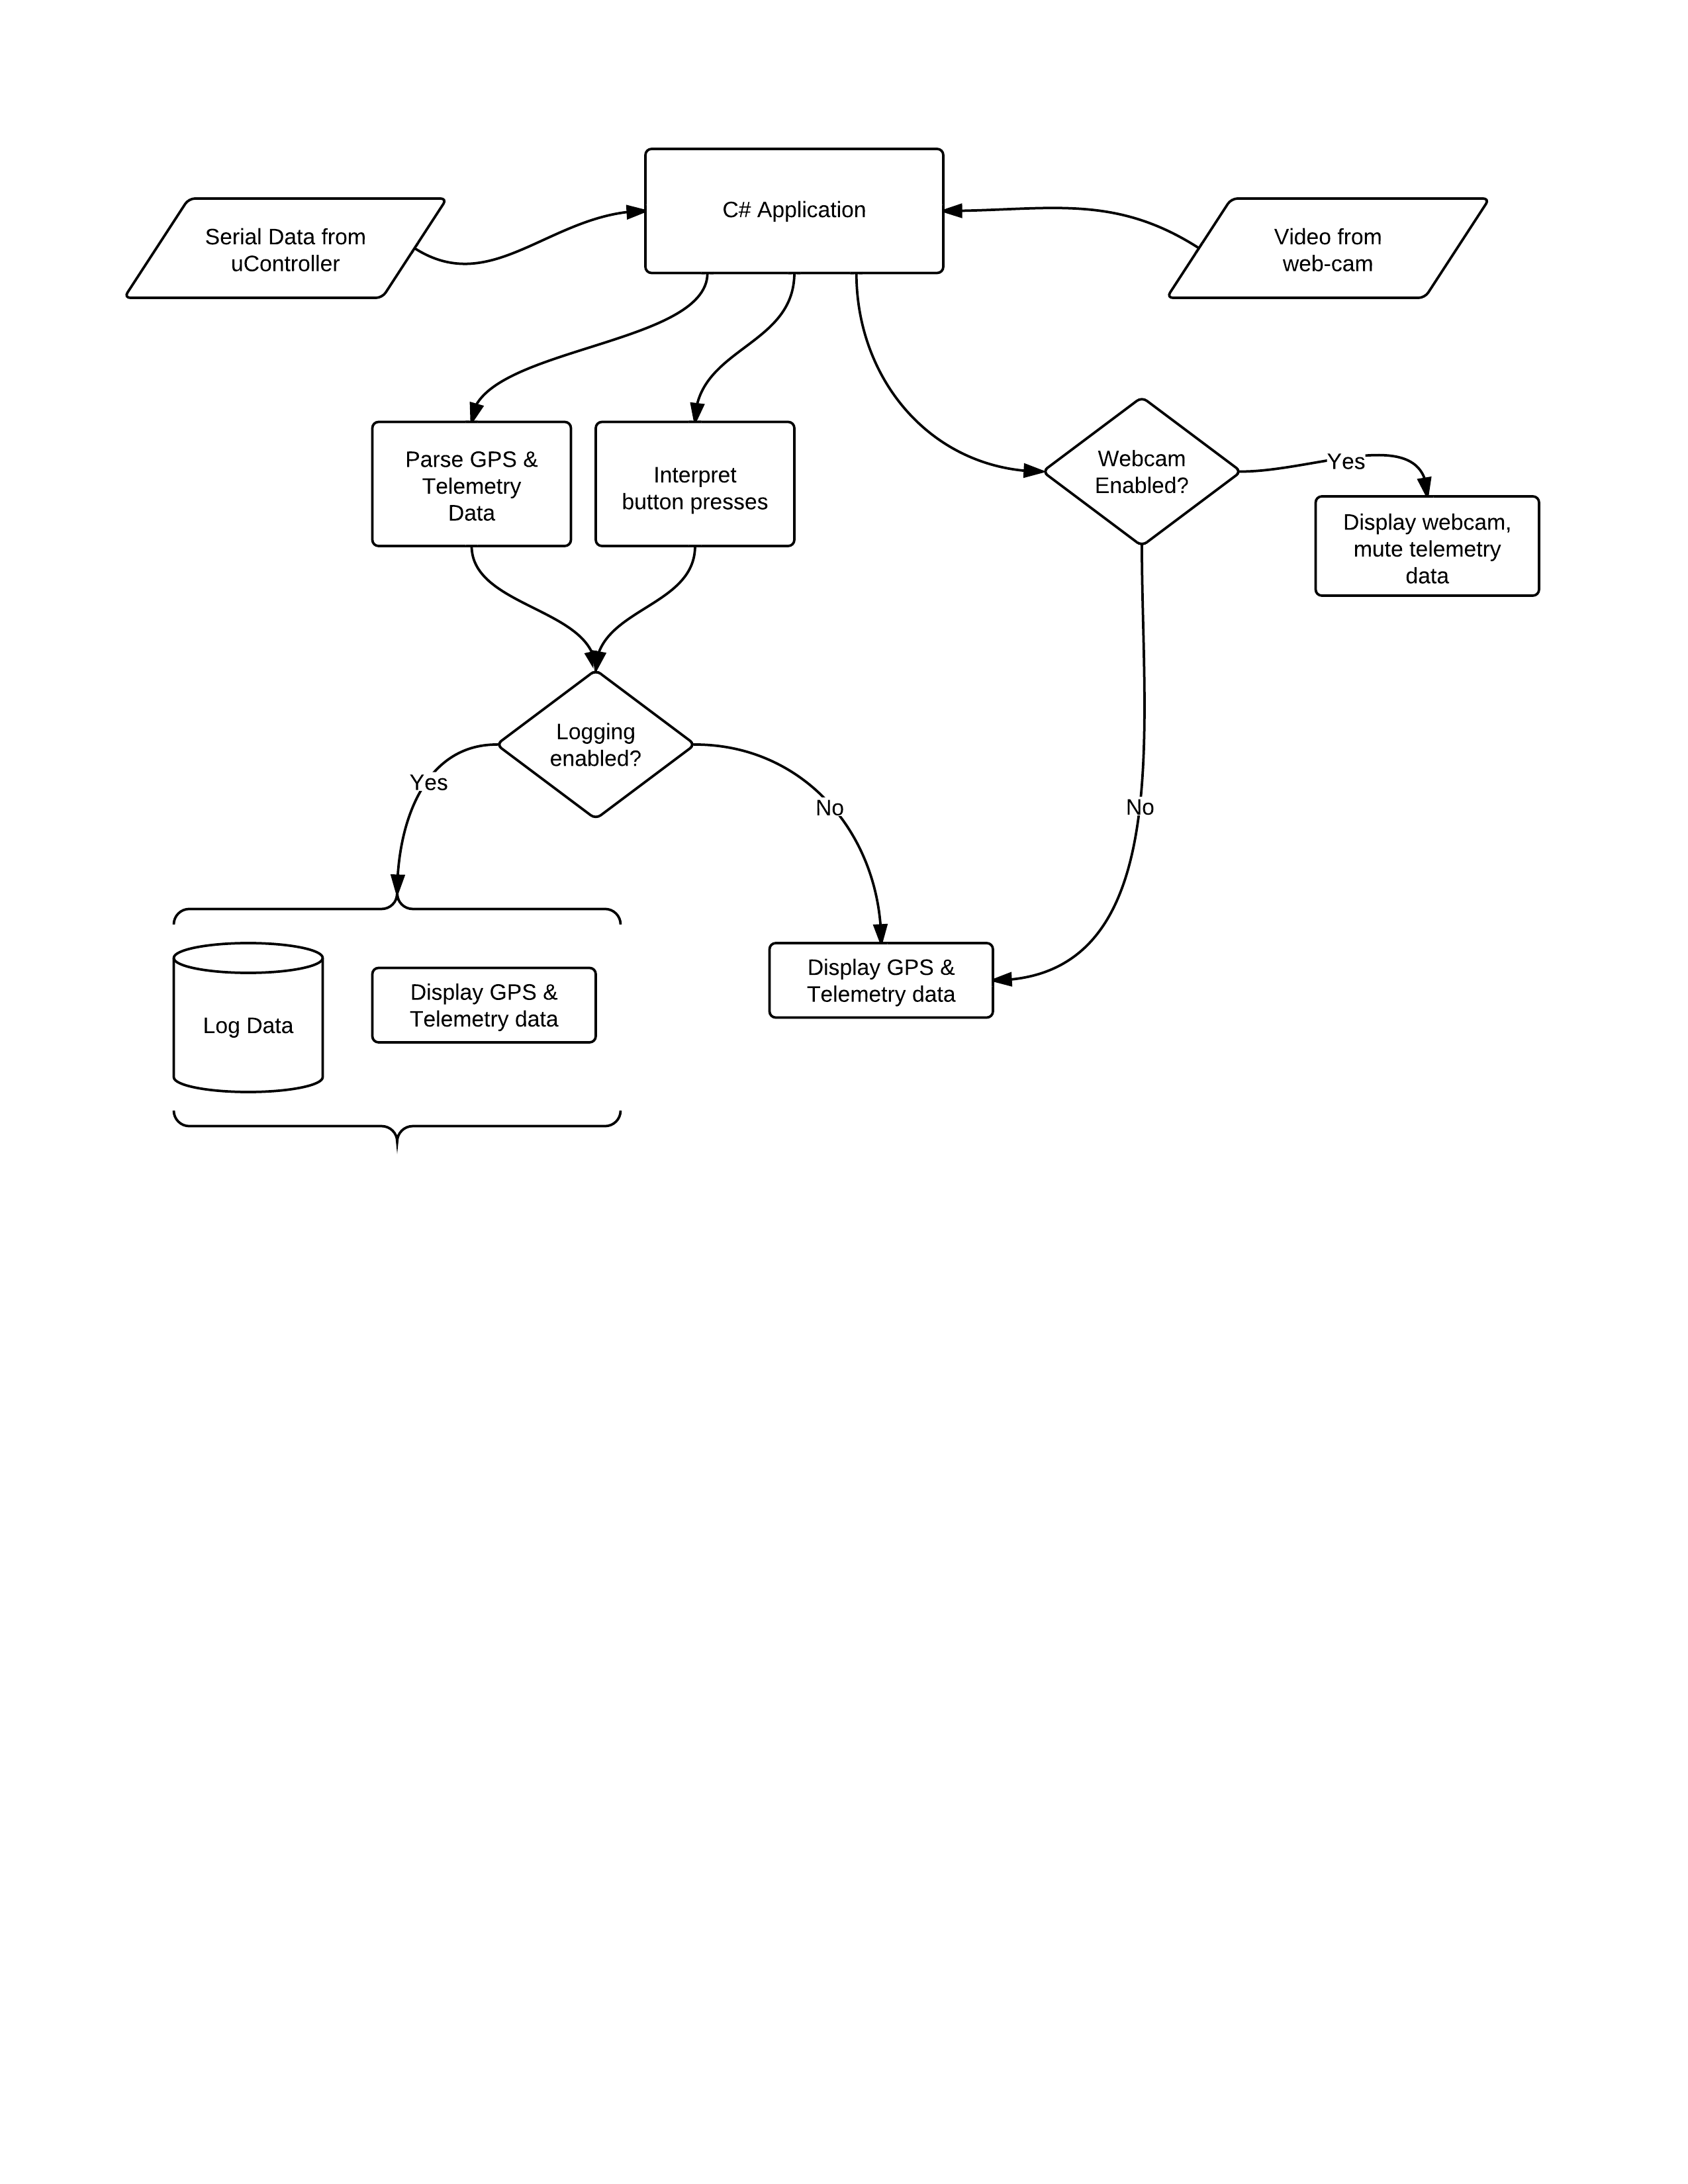 C# Application
Serial Data from
uController
Video from
web-cam
Parse GPS &
Telemetry
Data
Interpret
button presses
Webcam
Enabled?
Yes
Display webcam,
mute telemetry
data
Logging
enabled?
Yes
No
No
Display GPS &
Telemetry data
Log Data
Display GPS &
Telemetry data